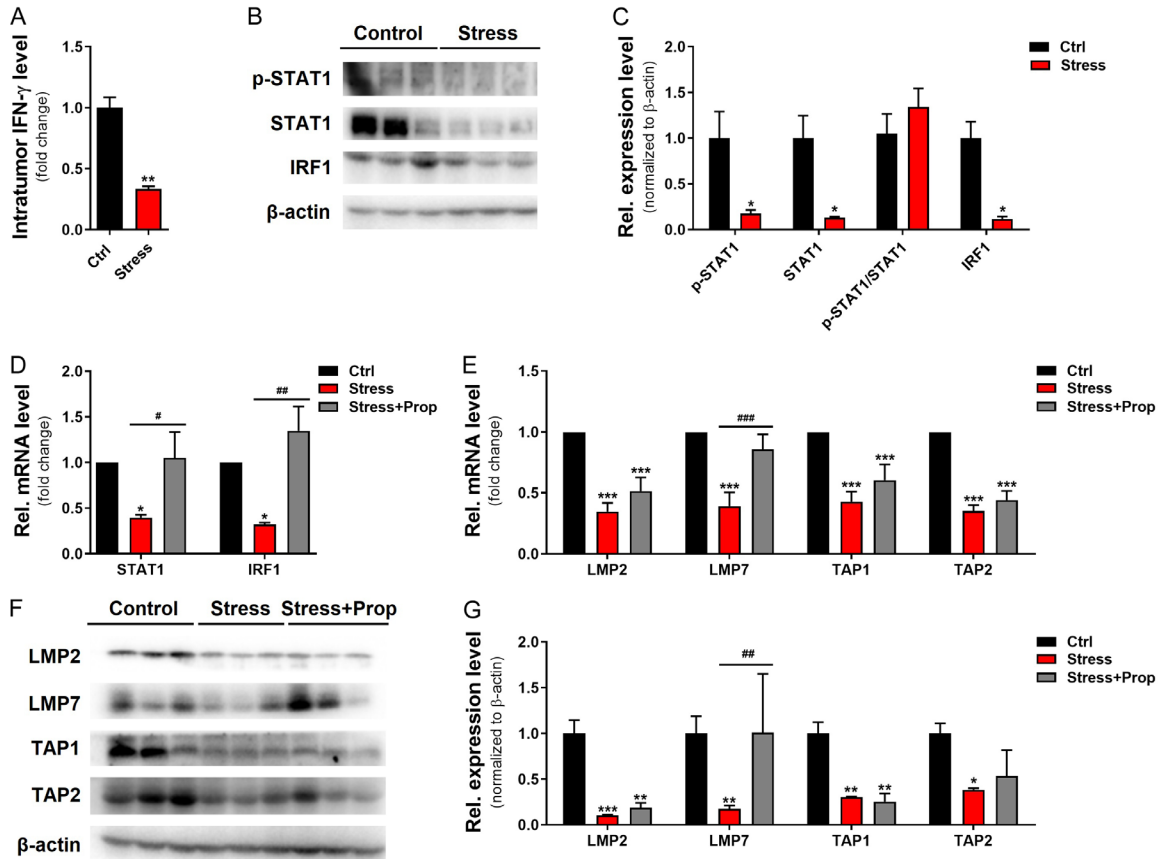 A
Intratumor IFN-γ level
(fold change)
1.5
1.0
0.5
0.0
**
Ctrl
Stress
B
Control Stress
p-STAT1
STAT1
IRF1
β-actin
C
Rel. expression level
(normalized to β-actin)
2.0
1.5
1.0
0.5
0.0
Ctrl
Stress
* * *
p-STAT1
STAT1
p-STAT1/STAT1
IRF1
D
Rel. mRNA level
(fold change)
2.0
1.5
1.0
0.5
0.0
Ctrl
Stress
Stress+Prop
# ##
* *
STAT1 IRF1
E
Rel. mRNA level
(fold change)
1.5
1.0
0.5
0.0
Ctrl
Stress
Stress+Prop
###
*** *** *** *** *** *** ***
LMP2 LMP7 TAP1 TAP2
F
Control Stress Stress+Prop
LMP2
LMP7
TAP1
TAP2
β-actin
G
Rel. expression level
(normalized to β-actin)
2.0
1.5
1.0
0.5
0.0
Ctrl
Stress
Stress+Prop
##
*** ** ** ** ** *
LMP2 LMP7 TAP1 TAP2